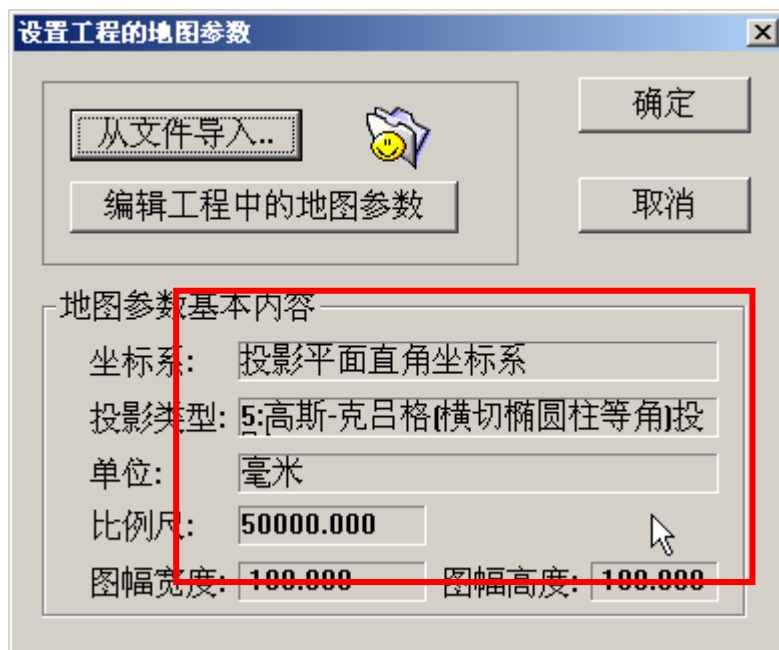 设置工程的地图参数
从文件导入..
确定
编辑工程中的地图参数
取消
地图参数基本内容
坐标系: 投影平面直角坐标系
投影类型: 5:高斯-克吕格(横切椭圆柱等角)投
单位: 毫米
比例尺: 50000.000
图幅宽度: 100.000 图幅高度: 100.000